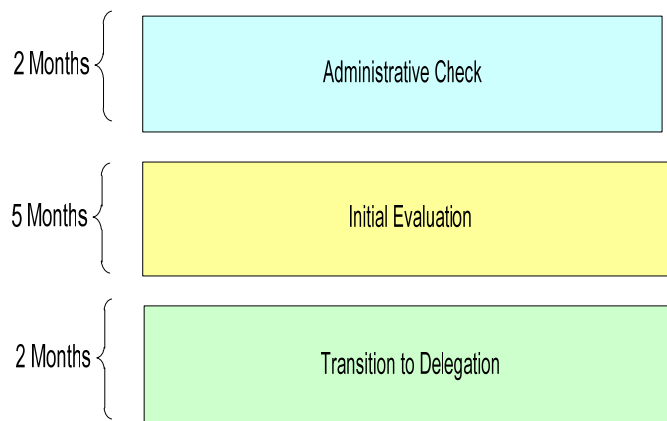 2 Months
Administrative Check
5 Months
Initial Evaluation
2 Months
Transition to Delegation